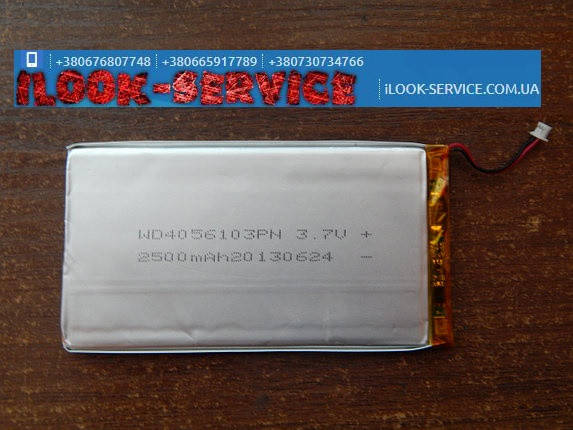 +380676807748 +380665917789 +380730734766
iLOOK-SERVICE
iLOOK-SERVICE.COM.UA
WD4056103PN 3.7V +
2500mAh20130624 -